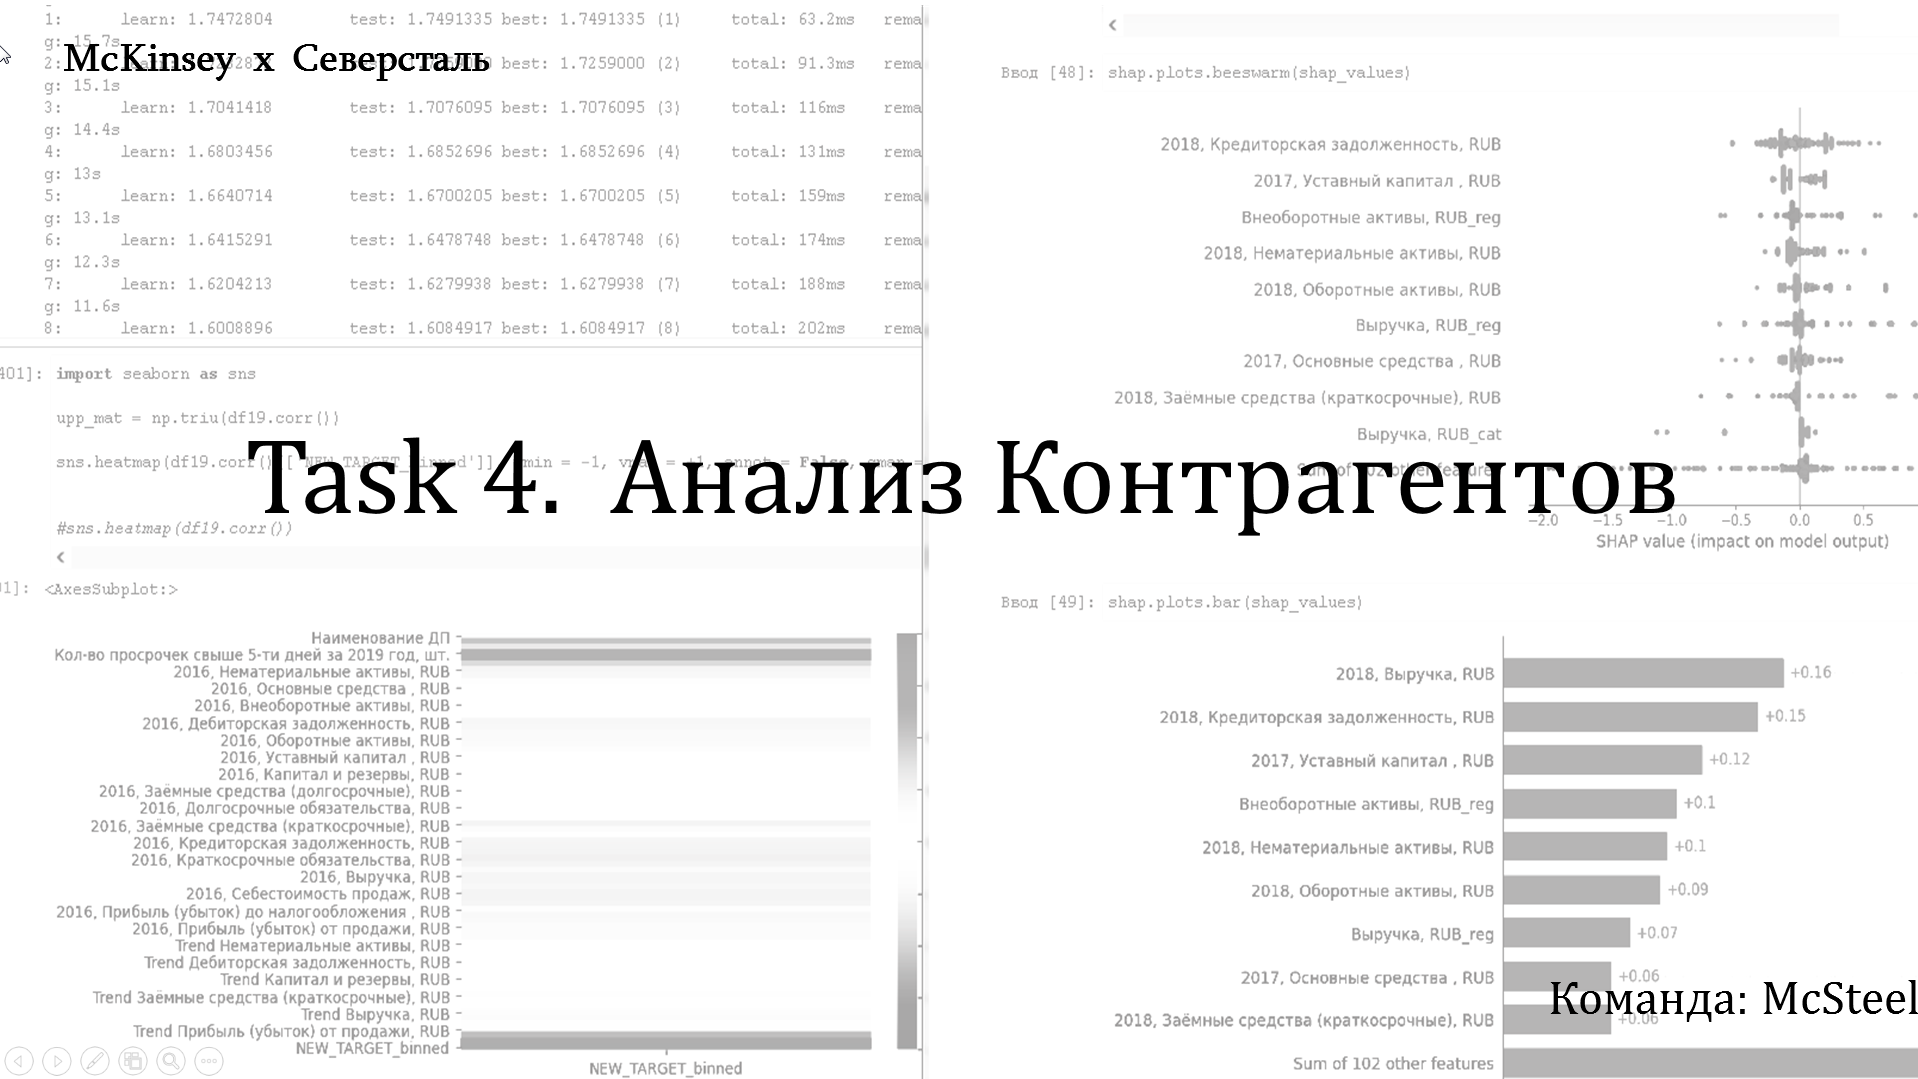 1: learn: 1.7472804 test: 1.7491335 best: 1.7491335 (1) total: 63.2ms rema
g: 15.7s
McKinsey x Северсталь
2: test: best: 1.7259000 (2) total: 91.3ms rema
g: 15.1s
3: learn: 1.7041418 test: 1.7076095 best: 1.7076095 (3) total: 116ms rema
g: 14.4s
4: learn: 1.6803456 test: 1.6852696 best: 1.6852696 (4) total: 131ms rema
g: 13s
5: learn: 1.6640714 test: 1.6700205 best: 1.6700205 (5) total: 159ms rema
g: 13.1s
6: learn: 1.6415291 test: 1.6478748 best: 1.6478748 (6) total: 174ms rema
g: 12.3s
7: learn: 1.6204213 test: 1.6279938 best: 1.6279938 (7) total: 188ms rema
g: 11.6s
8: learn: 1.6008896 test: 1.6084917 best: 1.6084917 (8) total: 202ms rema
401]: import seaborn as sns
upp_mat = np.triu(df19.corr())
sns.heatmap(df19.corr()[['NEW_TARGET_binned']], vmin = -1, vmax = +1, annot = False, cmap =
Task 4. Анализ Контрагентов
#sns.heatmap(df19.corr())
01]: <AxesSubplot:>
Наименование ДП
Кол-во просрочек свыше 5-ти дней за 2019 год, шт.
2016, Нематериальные активы, RUB
2016, Основные средства , RUB
2016, Внеоборотные активы, RUB
2016, Дебиторская задолженность, RUB
2016, Оборотные активы, RUB
2016, Уставный капитал , RUB
2016, Капитал и резервы, RUB
2016, Заёмные средства (долгосрочные), RUB
2016, Долгосрочные обязательства, RUB
2016, Заёмные средства (краткосрочные), RUB
2016, Кредиторская задолженность, RUB
2016, Краткосрочные обязательства, RUB
2016, Выручка, RUB
2016, Себестоимость продаж, RUB
2016, Прибыль (убыток) до налогообложения , RUB
2016, Прибыль (убыток) от продажи, RUB
Trend Нематериальные активы, RUB
Trend Дебиторская задолженность, RUB
Trend Капитал и резервы, RUB
Trend Заёмные средства (краткосрочные), RUB
Trend Выручка, RUB
Trend Прибыль (убыток) от продажи, RUB
NEW_TARGET_binned
NEW_TARGET_binned
Ввод [48]: shap.plots.beeswarm(shap_values)
2018, Кредиторская задолженность, RUB
2017, Уставный капитал , RUB
Внеоборотные активы, RUB_reg
2018, Нематериальные активы, RUB
2018, Оборотные активы, RUB
Выручка, RUB_reg
2017, Основные средства , RUB
2018, Заёмные средства (краткосрочные), RUB
Выручка, RUB_cat
Sum of 102 other features
−2.0 −1.5 −1.0 −0.5 0.0 0.5
SHAP value (impact on model output)
Ввод [49]: shap.plots.bar(shap_values)
2018, Выручка, RUB +0.16
2018, Кредиторская задолженность, RUB +0.15
2017, Уставный капитал , RUB +0.12
Внеоборотные активы, RUB_reg +0.1
2018, Нематериальные активы, RUB +0.1
2018, Оборотные активы, RUB +0.09
Выручка, RUB_reg +0.07
2017, Основные средства , RUB +0.06
Команда: McSteel
2018, Заёмные средства (краткосрочные), RUB +0.06
Sum of 102 other features